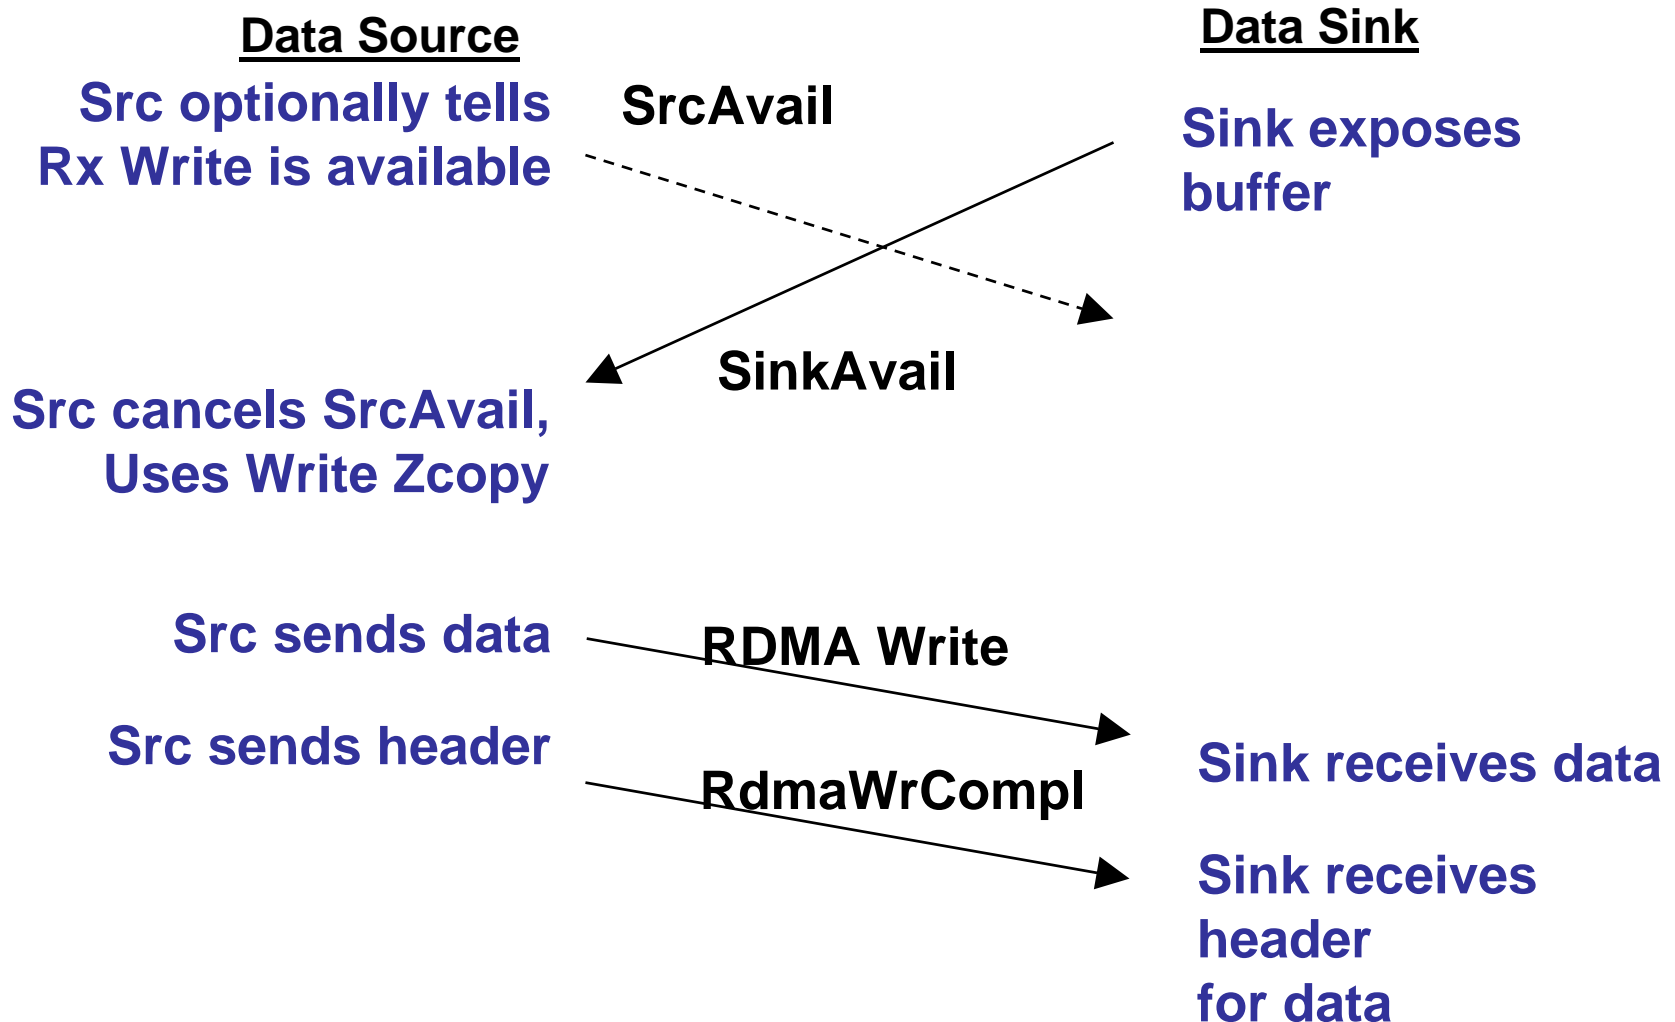 Data Source
Data Sink
Src optionally tells
Rx Write is available
SrcAvail
Sink exposes
buffer
SinkAvail
Src cancels SrcAvail,
Uses Write Zcopy
Src sends data
RDMA Write
Src sends header
Sink receives data
RdmaWrCompl
Sink receives
header
for data